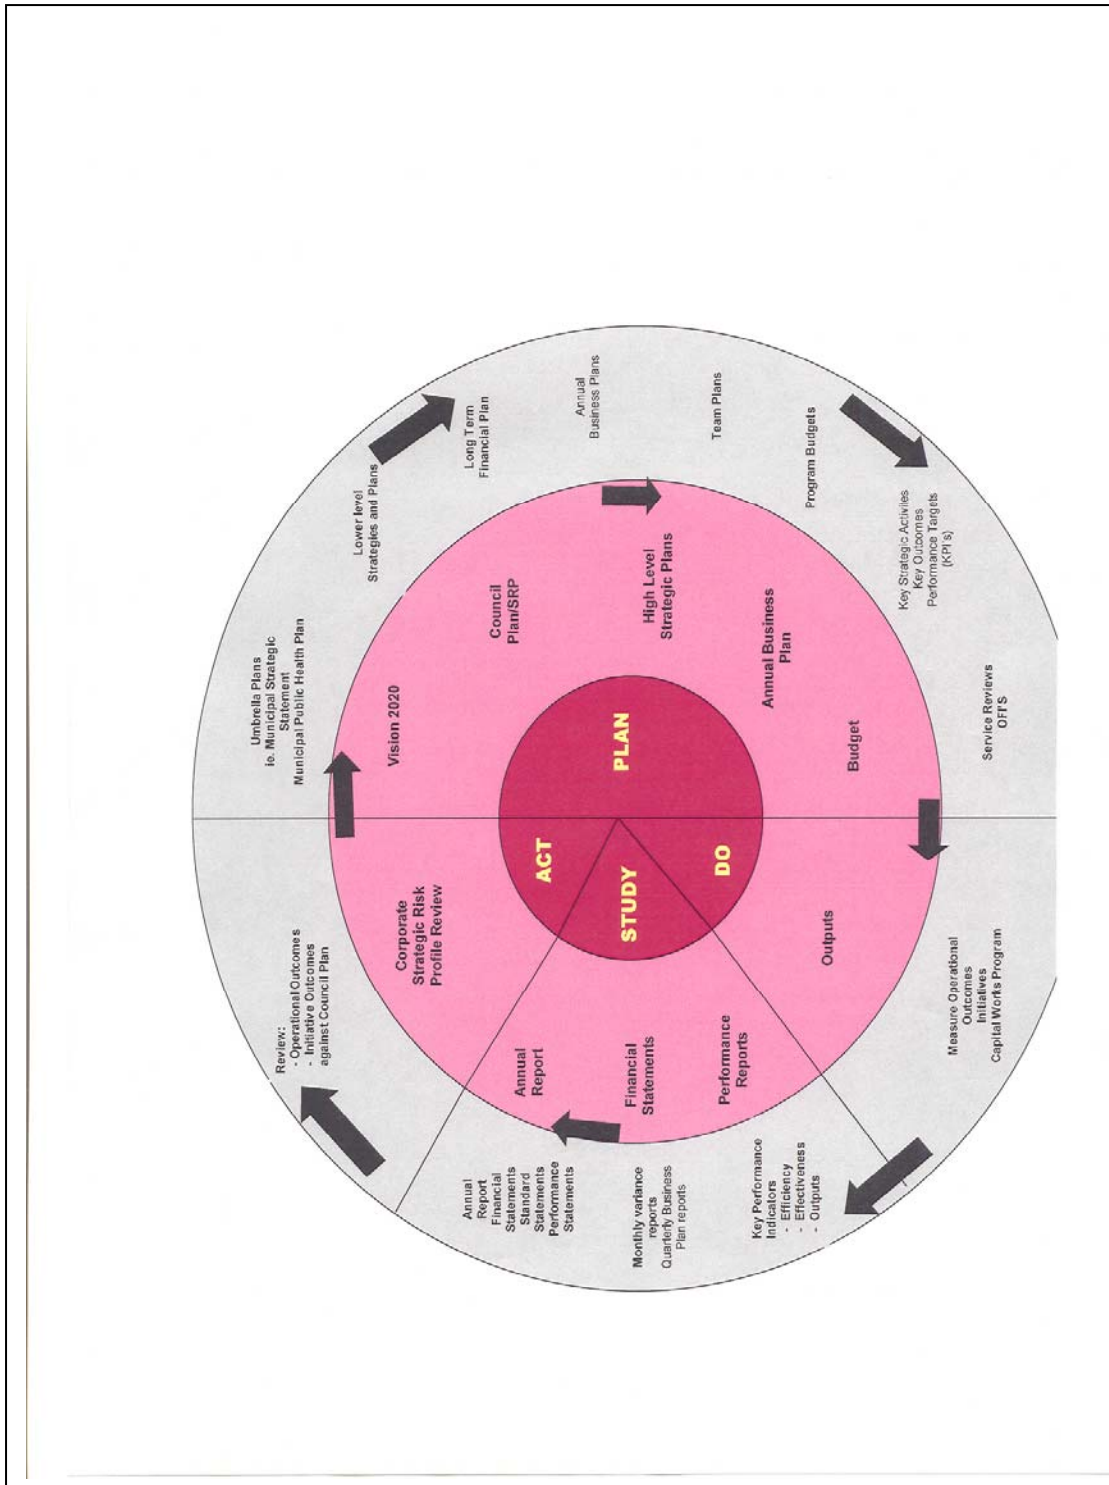 PLAN
DO
STUDY
ACT
Vision 2020
Council
Plan/SRP
High Level
Strategic Plans
Annual Business
Plan
Budget
Outputs
Performance
Reports
Financial
Statements
Annual
Report
Corporate
Strategic Risk
Profile Review
Umbrella Plans
ie. Municipal Strategic
Statement
Municipal Public Health Plan
Lower level
Strategies and Plans
Long Term
Financial Plan
Annual
Business Plans
Team Plans
Program Budgets
Key Strategic Activities
Key Outcomes
Performance Targets
(KPI's)
Service Reviews
OFI'S
Measure Operational
Outcomes
Initiatives
Capital Works Program
Key Performance
Indicators
- Efficiency
- Effectiveness
- Outputs
Monthly variance
reports
Quarterly Business
Plan reports
Annual
Report
Financial
Statements
Standard
Statements
Performance
Statements
Review:
- Operational Outcomes
- Initiative Outcomes
against Council Plan